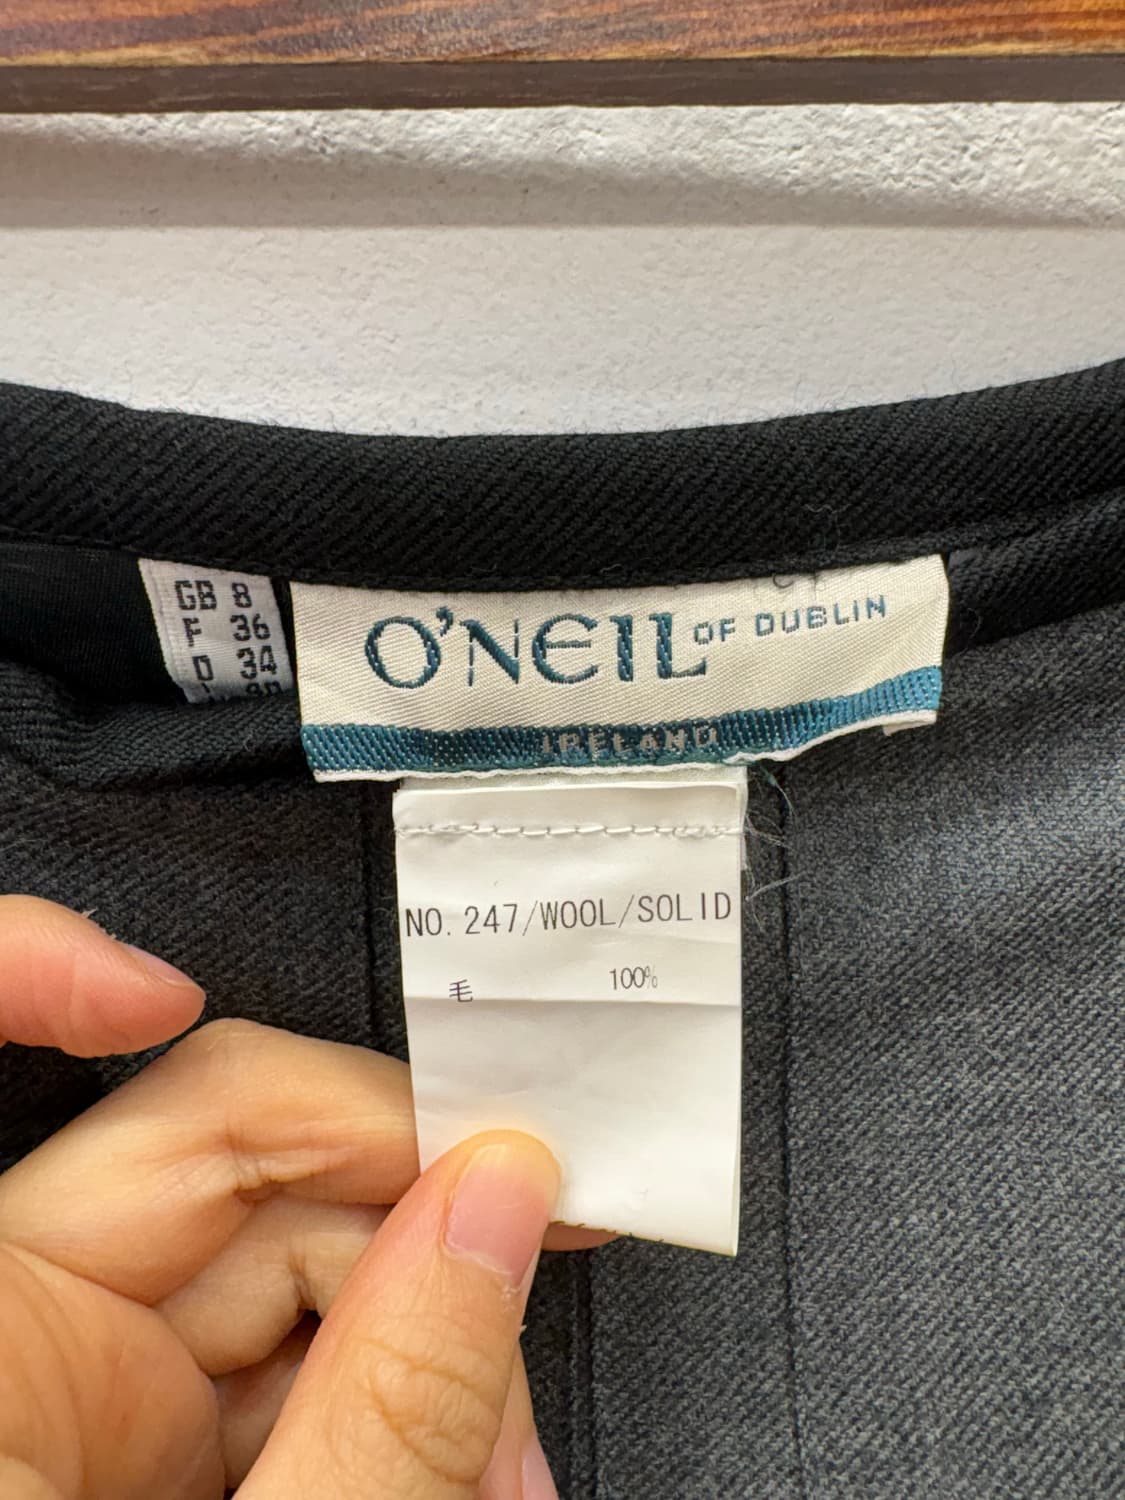 GB 8
F 36
D 34
O'NEIL OF DUBLIN
IRELAND
NO. 247/WOOL/SOLID
毛 100%